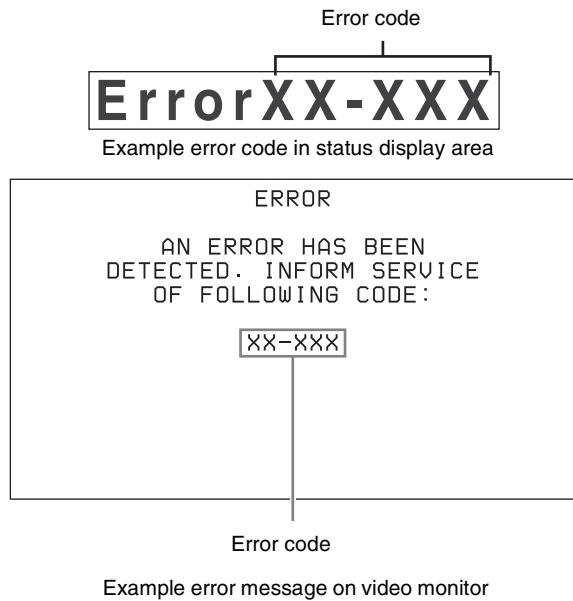 Error code
ErrorXX-XXX
Example error code in status display area
ERROR
AN ERROR HAS BEEN
DETECTED. INFORM SERVICE
OF FOLLOWING CODE:
XX-XXX
Error code
Example error message on video monitor